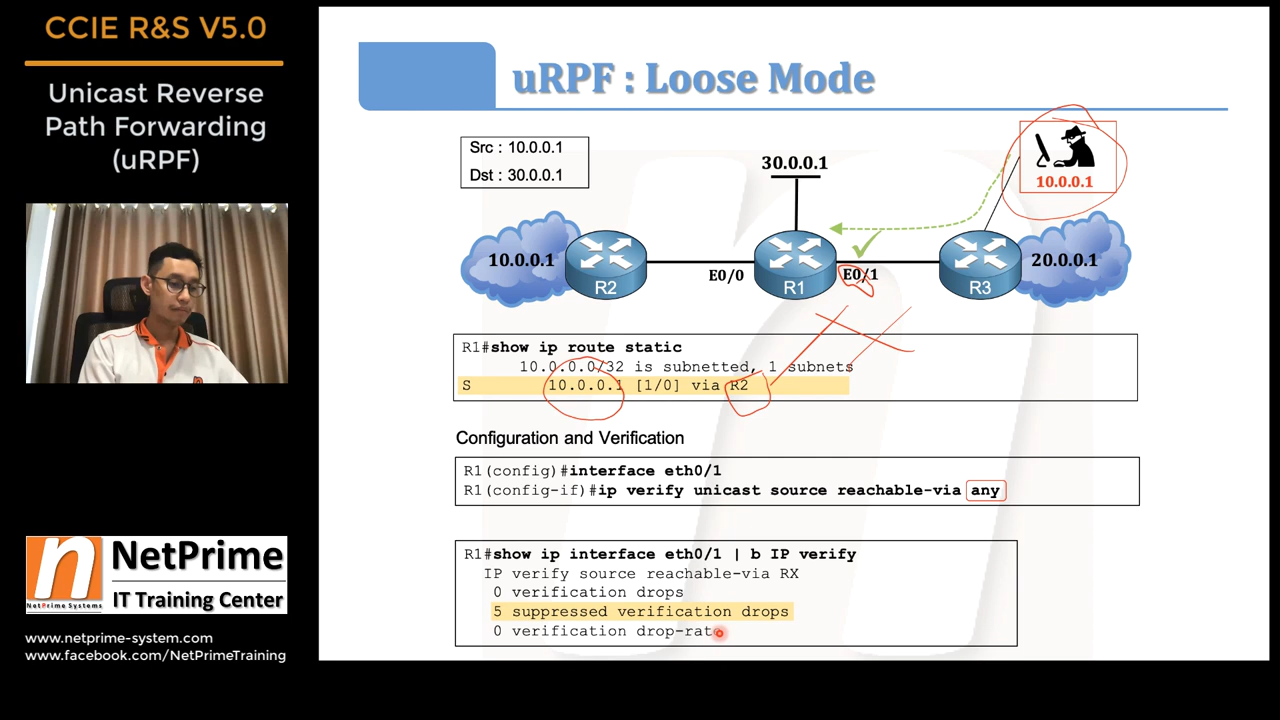 CCIE R&S V5.0
Unicast Reverse
Path Forwarding
(uRPF)
n
NetPrime Systems
NetPrime
IT Training Center
www.netprime-system.com
www.facebook.com/NetPrimeTraining
uRPF : Loose Mode
Src : 10.0.0.1
Dst : 30.0.0.1
30.0.0.1
10.0.0.1
10.0.0.1
R2
E0/0
R1
E0/1
R3
20.0.0.1
R1#show ip route static
10.0.0.0/32 is subnetted, 1 subnets
S 10.0.0.1 [1/0] via R2
Configuration and Verification
R1(config)#interface eth0/1
R1(config-if)#ip verify unicast source reachable-via any
R1#show ip interface eth0/1 | b IP verify
IP verify source reachable-via RX
0 verification drops
5 suppressed verification drops
0 verification drop-rate